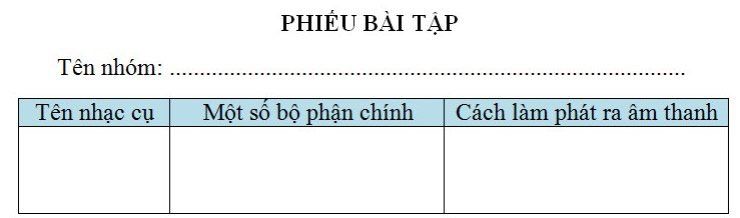 PHIẾU BÀI TẬP
Tên nhóm: ......................................................................................
Tên nhạc cụ Một số bộ phận chính Cách làm phát ra âm thanh